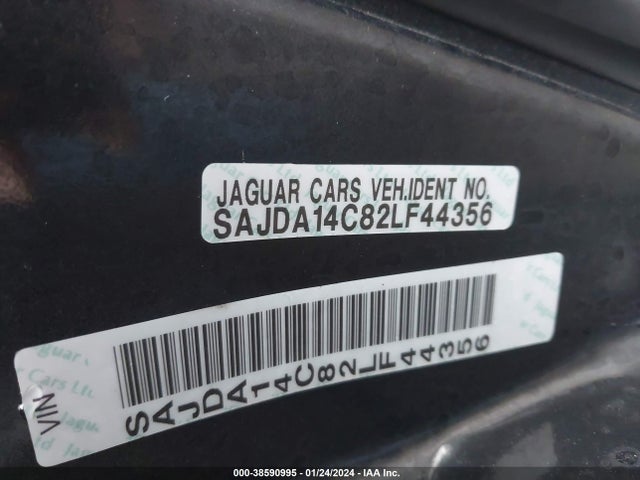 JAGUAR CARS VEH.IDENT NO.
SAJDA14C82LF44356
VIN
SAJDA14C82LF44356
000-38590995 - 01/24/2024 - IAA Inc.